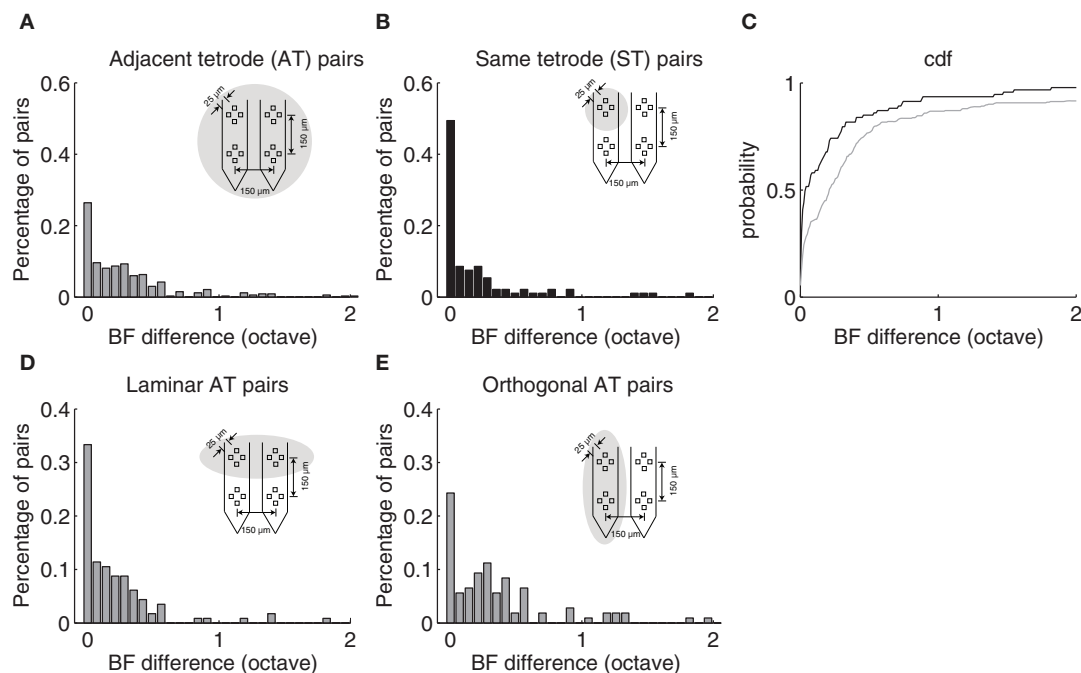 A
Adjacent tetrode (AT) pairs
Percentage of pairs
0.6
0.4
0.2
0
0 1 2
BF difference (octave)
25 µm
150 µm
150 µm
B
Same tetrode (ST) pairs
Percentage of pairs
0.6
0.4
0.2
0
0 1 2
BF difference (octave)
25 µm
150 µm
150 µm
C
cdf
probability
1
0.5
0
0 1 2
BF difference (octave)
D
Laminar AT pairs
Percentage of pairs
0.4
0.3
0.2
0.1
0
0 1 2
BF difference (octave)
25 µm
150 µm
150 µm
E
Orthogonal AT pairs
Percentage of pairs
0.4
0.3
0.2
0.1
0
0 1 2
BF difference (octave)
25 µm
150 µm
150 µm